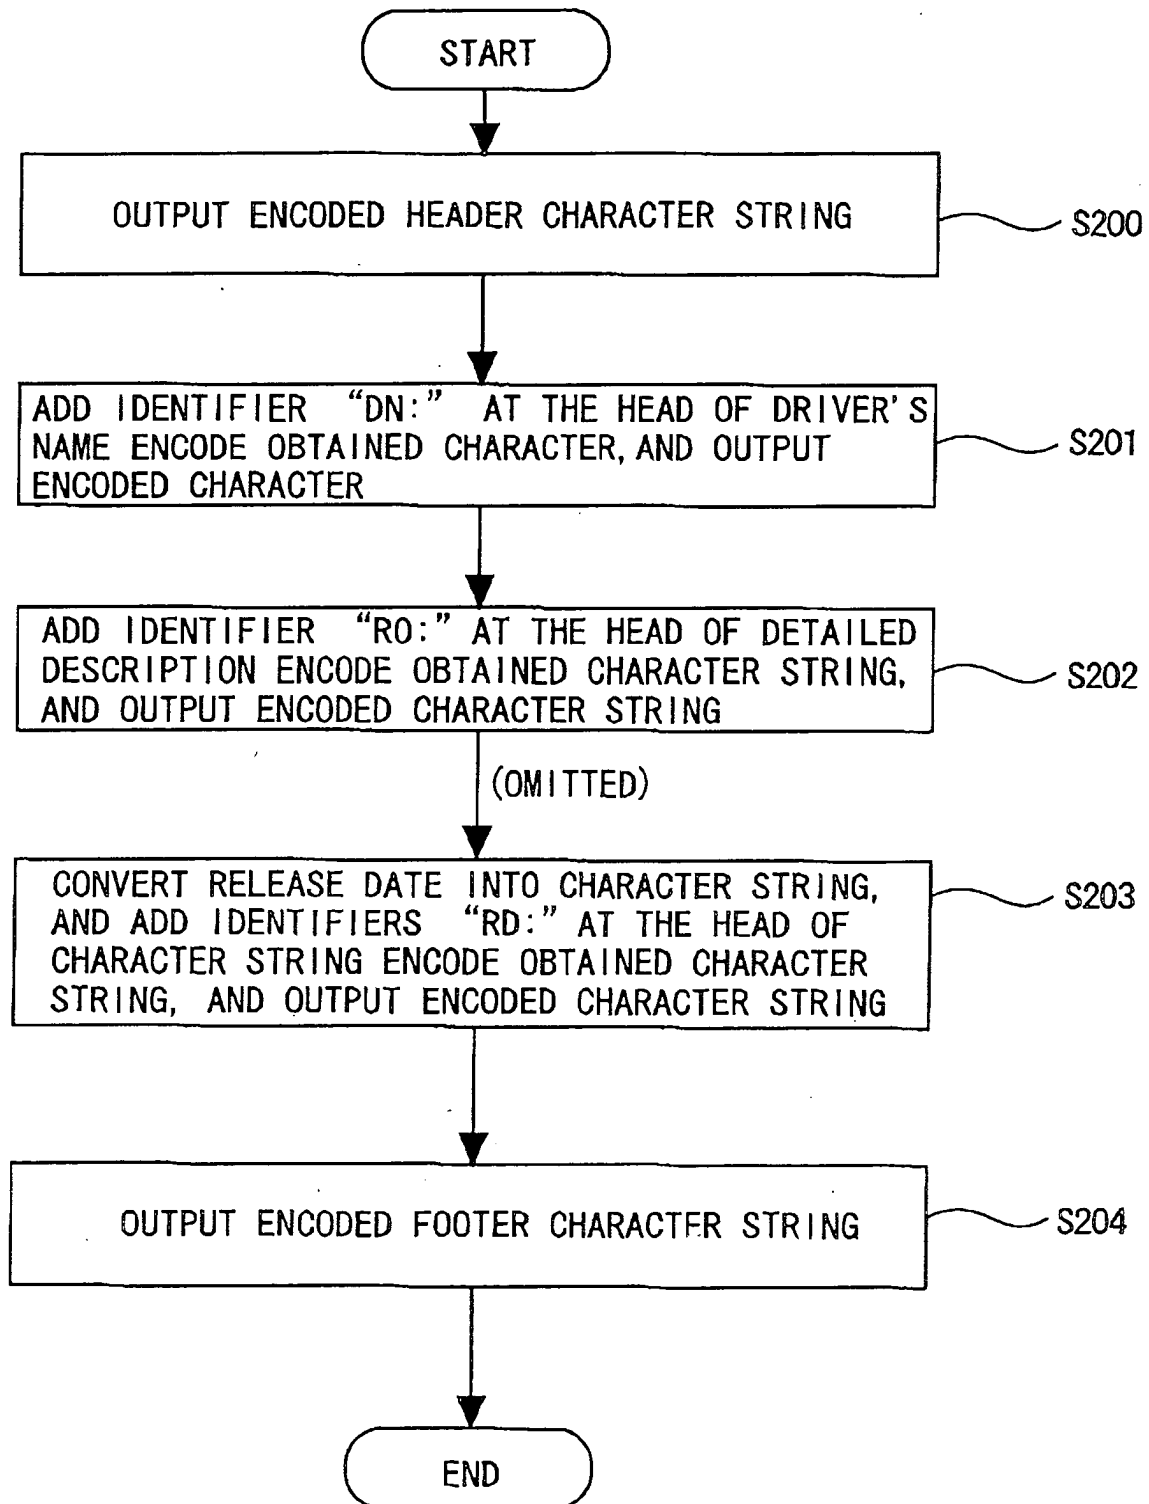 START
OUTPUT ENCODED HEADER CHARACTER STRING
S200
ADD IDENTIFIER “DN:” AT THE HEAD OF DRIVER'S
NAME ENCODE OBTAINED CHARACTER, AND OUTPUT
ENCODED CHARACTER
S201
ADD IDENTIFIER “RO:” AT THE HEAD OF DETAILED
DESCRIPTION ENCODE OBTAINED CHARACTER STRING,
AND OUTPUT ENCODED CHARACTER STRING
S202
(OMITTED)
CONVERT RELEASE DATE INTO CHARACTER STRING,
AND ADD IDENTIFIERS “RD:” AT THE HEAD OF
CHARACTER STRING ENCODE OBTAINED CHARACTER
STRING, AND OUTPUT ENCODED CHARACTER STRING
S203
OUTPUT ENCODED FOOTER CHARACTER STRING
S204
END